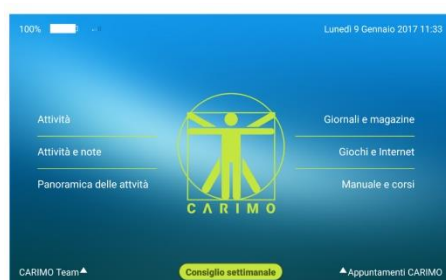 100%
Lunedì 9 Gennaio 2017 11:33
Attività
Giornali e magazine
Attività e note
Giochi e Internet
Panoramica delle attvità
Manuale e corsi
CARIMO
CARIMO Team
Consiglio settimanale
Appuntamenti CARIMO